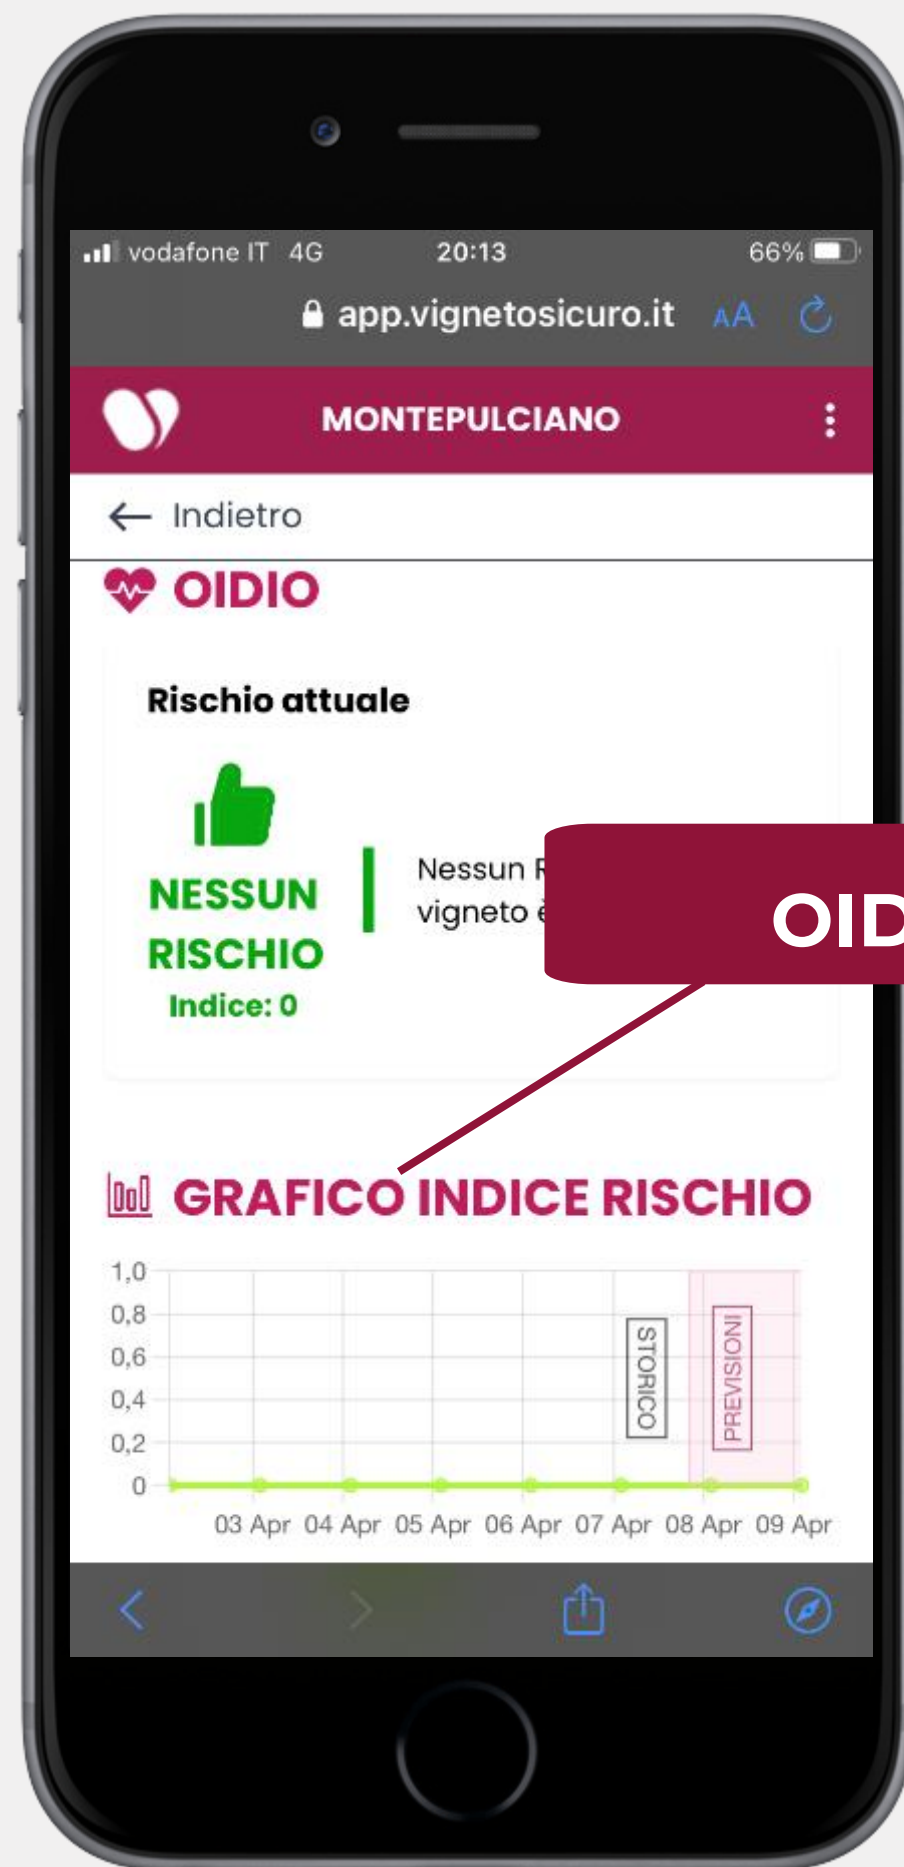 vodafone IT 4G 20:13 66%
app.vignetosicuro.it AA
MONTEPULCIANO
← Indietro
OIDIO
Rischio attuale
NESSUN
RISCHIO
Indice: 0
Nessun
vigneto è
OID
GRAFICO INDICE RISCHIO
1,0
0,8
0,6
0,4
0,2
0
STORICO
PREVISIONI
03 Apr 04 Apr 05 Apr 06 Apr 07 Apr 08 Apr 09 Apr